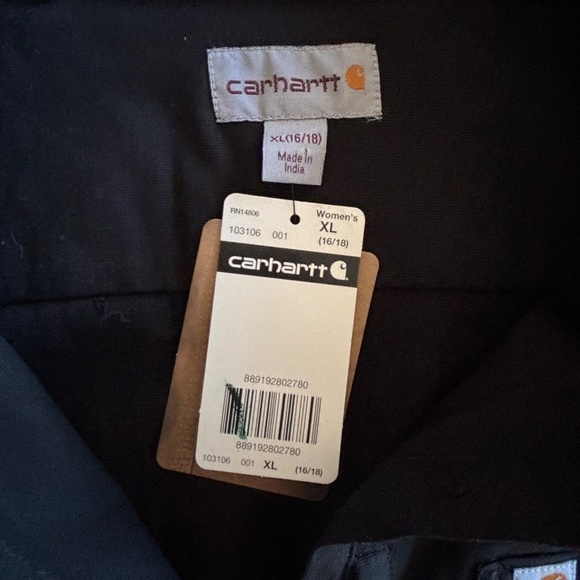 carhartt
XL(16/18)
Made in
India
RN14806
Women's
103106 001
XL
(16/18)
carhartt
889192802780
889192802780
103106 001 XL (16/18)